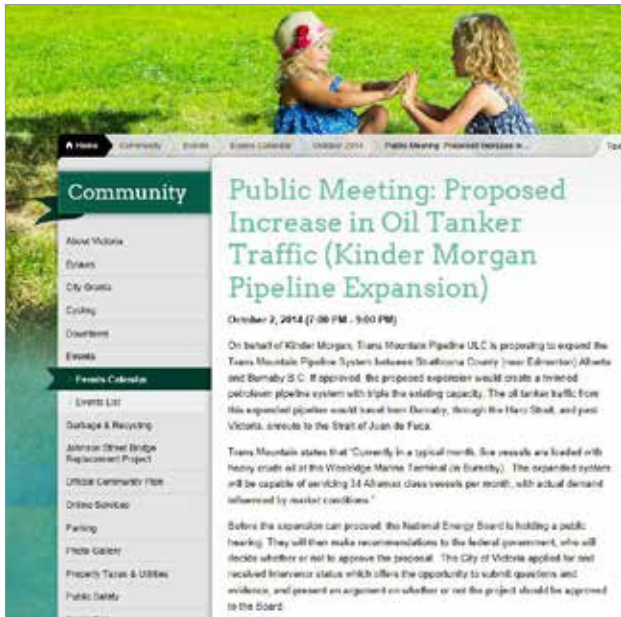 Home Community Events Events Calendar October 2014 Public Meeting: Proposed Increase in...
Community
About Victoria
Bylaws
City Grants
Cycling
Downtown
Events
Events Calendar
Events List
Garbage & Recycling
Johnson Street Bridge
Replacement Project
Official Community Plan
Online Services
Parking
Photo Gallery
Property Taxes & Utilities
Public Safety
Public Meeting: Proposed
Increase in Oil Tanker
Traffic (Kinder Morgan
Pipeline Expansion)
October 2, 2014 (7:00 PM - 9:00 PM)
On behalf of Kinder Morgan, Trans Mountain Pipeline ULC is proposing to expand the
Trans Mountain Pipeline System between Strathcona County (near Edmonton) Alberta
and Burnaby B.C. If approved, the proposed expansion would create a twinned
petroleum pipeline system with triple the existing capacity. The oil tanker traffic from
this expanded pipeline would travel from Burnaby, through the Haro Strait, and past
Victoria, enroute to the Strait of Juan de Fuca.
Trans Mountain states that "Currently in a typical month, five vessels are loaded with
heavy crude oil at the Westridge Marine Terminal (in Burnaby). The expanded system
will be capable of servicing 34 Aframax class vessels per month, with actual demand
influenced by market conditions."
Before the expansion can proceed, the National Energy Board is holding a public
hearing. They will then make recommendations to the federal government, who will
decide whether or not to approve the proposal. The City of Victoria applied for and
received Intervenor status which offers the opportunity to submit questions and
evidence, and present an argument on whether or not the project should be approved
to the Board.